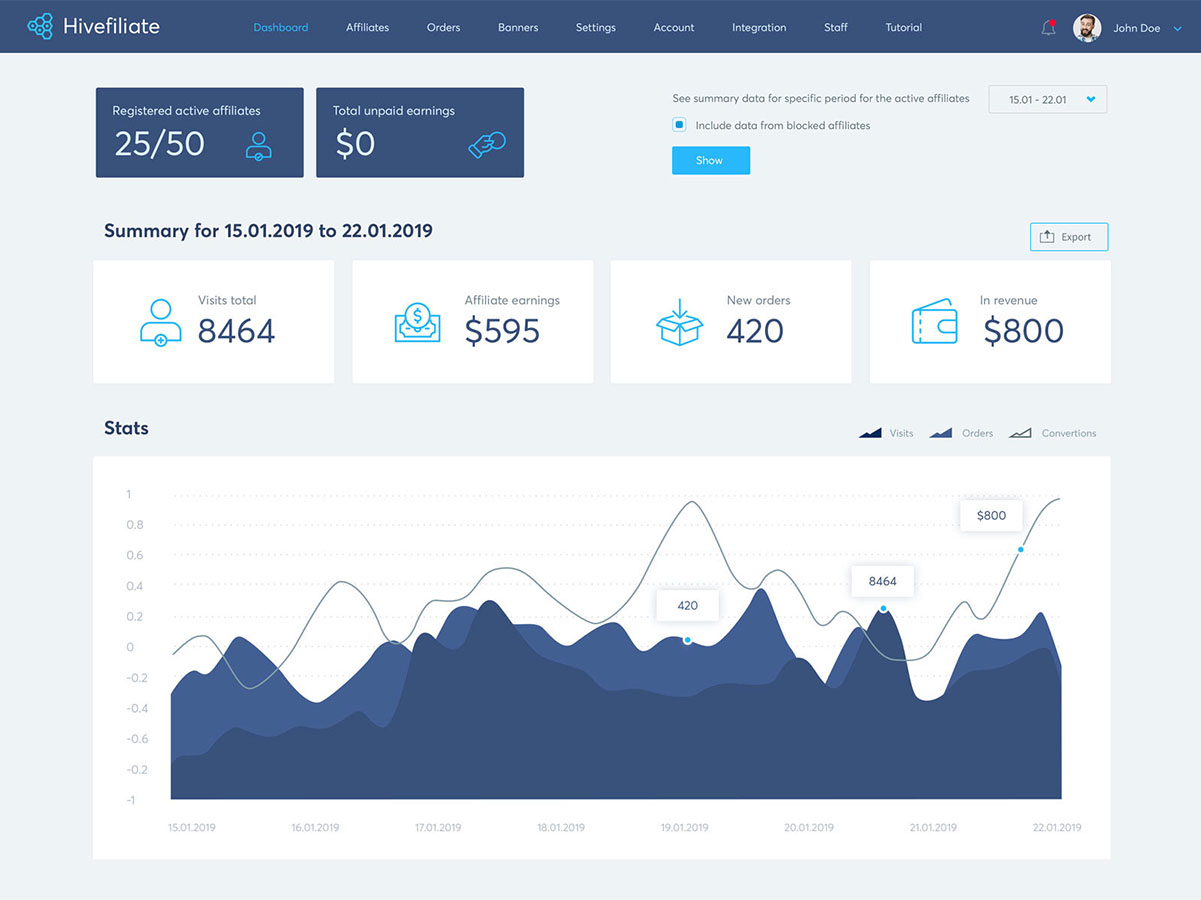 Hivefiliate
Dashboard Affiliates Orders Banners Settings Account Integration Staff Tutorial
John Doe
Registered active affiliates
25/50
Total unpaid earnings
$0
See summary data for specific period for the active affiliates
15.01 - 22.01
Include data from blocked affiliates
Show
Summary for 15.01.2019 to 22.01.2019
Export
Visits total
8464
Affiliate earnings
$595
New orders
420
In revenue
$800
Stats
Visits Orders Convertions
1
0.8
0.6
0.4
0.2
0
-0.2
-0.4
-0.6
-0.2
-1
420
8464
$800
15.01.2019 16.01.2019 17.01.2019 18.01.2019 19.01.2019 20.01.2019 21.01.2019 22.01.2019